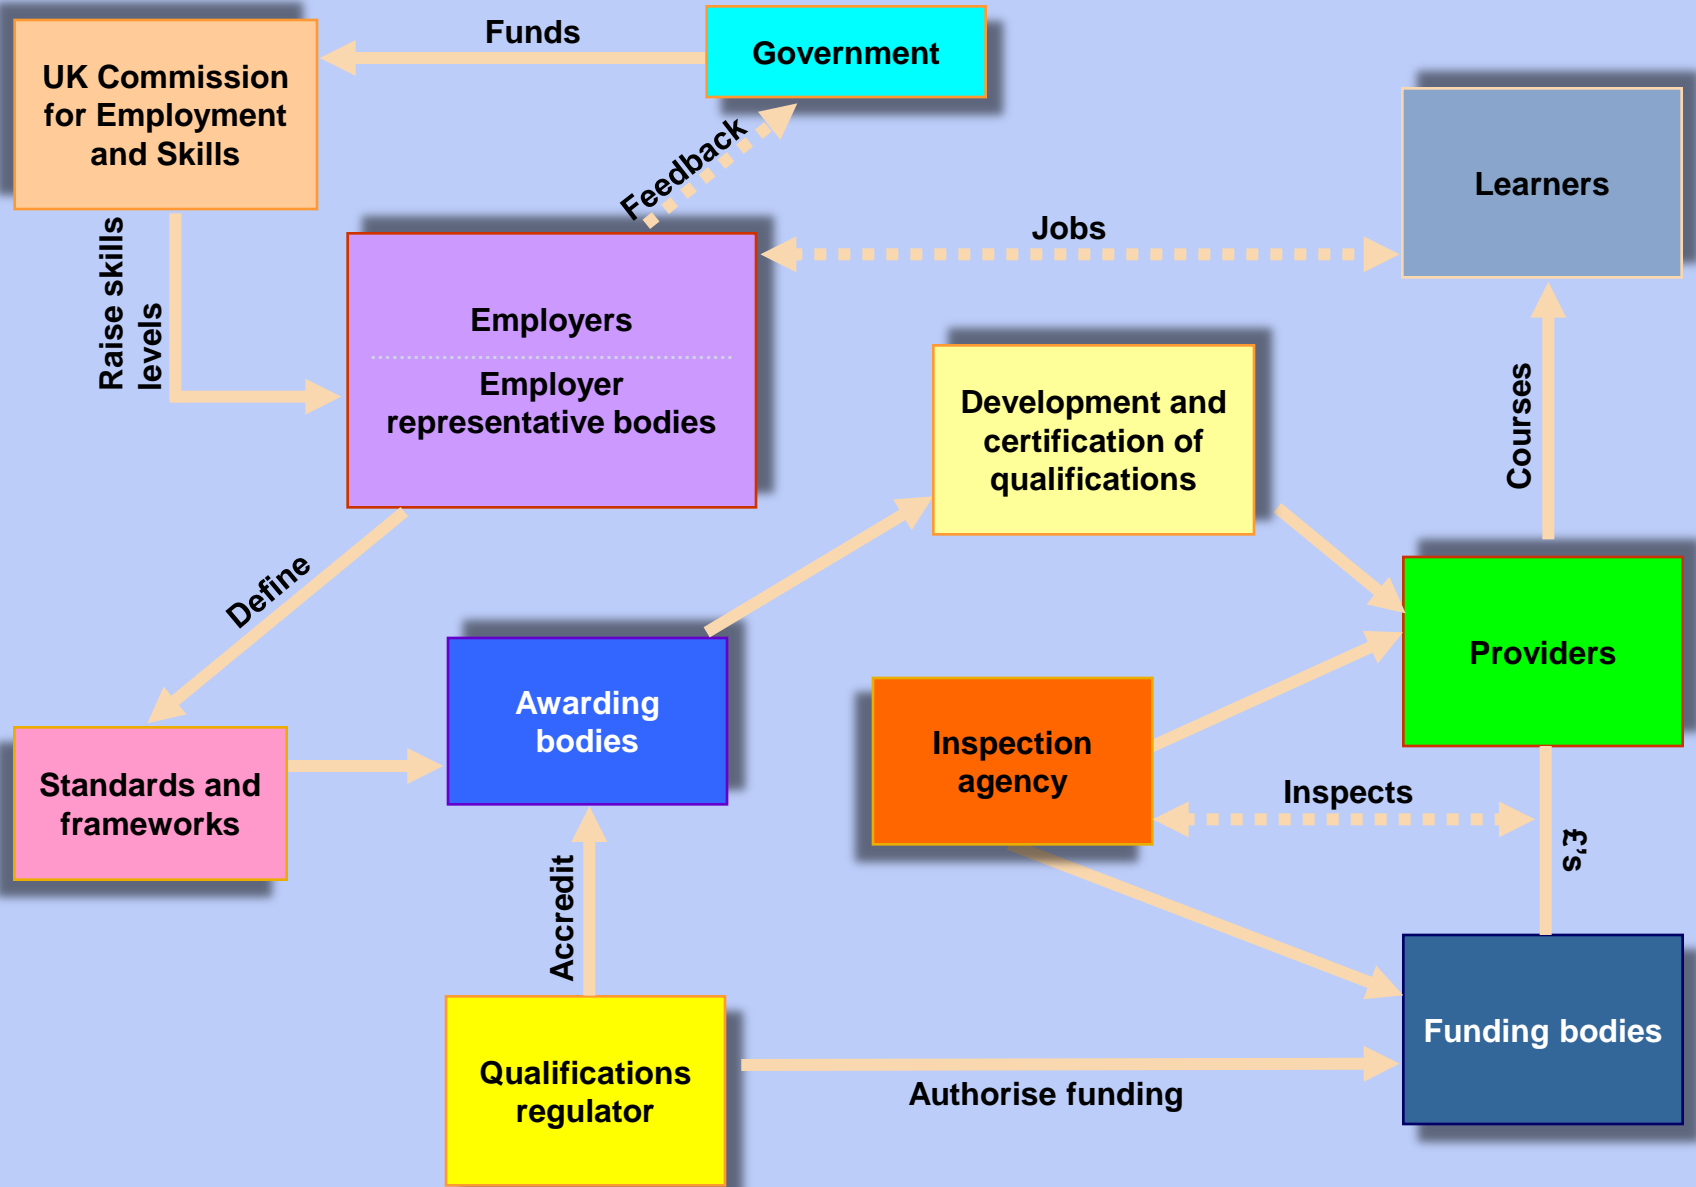 Funds
Government
UK Commission
for Employment
and Skills
Learners
Feedback
Jobs
Raise skills
levels
Employers
Employer
representative bodies
Development and
certification of
qualifications
Courses
Define
Providers
Awarding
bodies
Inspection
agency
Standards and
frameworks
Inspects
£’s
Accredit
Funding bodies
Qualifications
regulator
Authorise funding